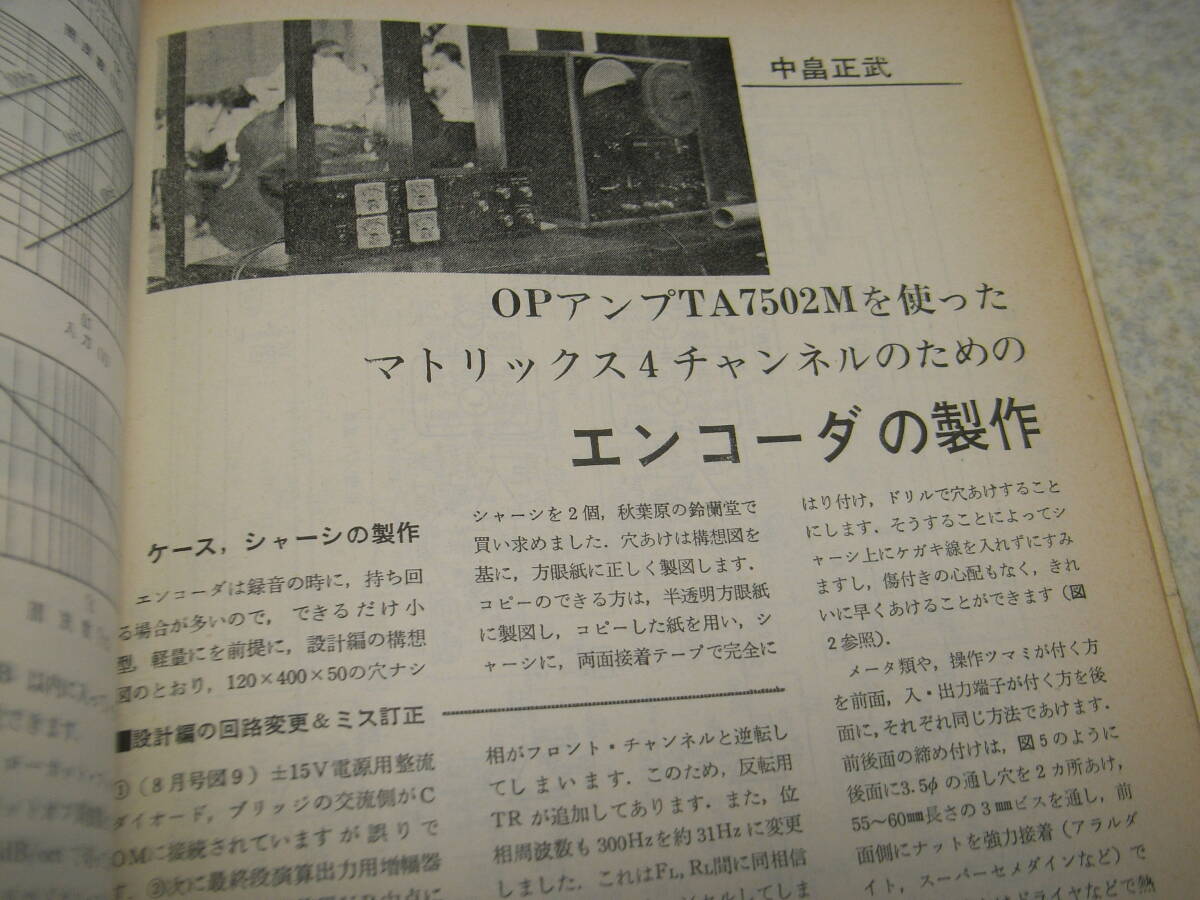 中畠正武
OPアンプTA7502Mを使った
マトリックス4チャンネルのための
エンコーダの製作
ケース，シャーシの製作
エンコーダは録音の時に，持ち回
る場合が多いので，できるだけ小
型，軽量にを前提に，設計編の構想
図のとおり，120×400×50の穴ナシ
シャーシを2個，秋葉原の鈴蘭堂で
買い求めました．穴あけは構想図を
基に，方眼紙に正しく製図します．
コピーのできる方は，半透明方眼紙
に製図し，コピーした紙を用い，シ
ャーシに，両面接着テープで完全に
はり付け，ドリルで穴あけすること
にします．そうすることによってシ
ャーシ上にケガキ線を入れずにすみ
ますし，傷付きの心配もなく，きれ
いに早くあけることができます（図
2参照）．
メータ類や，操作ツマミが付く方
を前面，入・出力端子が付く方を後
面に，それぞれ同じ方法であけます．
前後面の締め付けは，図5のように
後面に3.5φの通し穴を2カ所あけ，
55〜60㎜長さの3㎜ビスを通し，前
面側にナットを強力接着（アラルダ
イト，スーパーセメダインなど）で
ドライヤなどで熱
■設計編の回路変更＆ミス訂正
①（8月号図9）±15V電源用整流
ダイオード，ブリッジの交流側がC
OMに接続されていますが誤りで
す．②次に最終段演算出力用増幅器
相がフロント・チャンネルと逆転し
てしまいます．このため，反転用
TRが追加してあります．また，位
相周波数も300Hzを約31Hzに変更
しました．これはFL，RL間に同相信